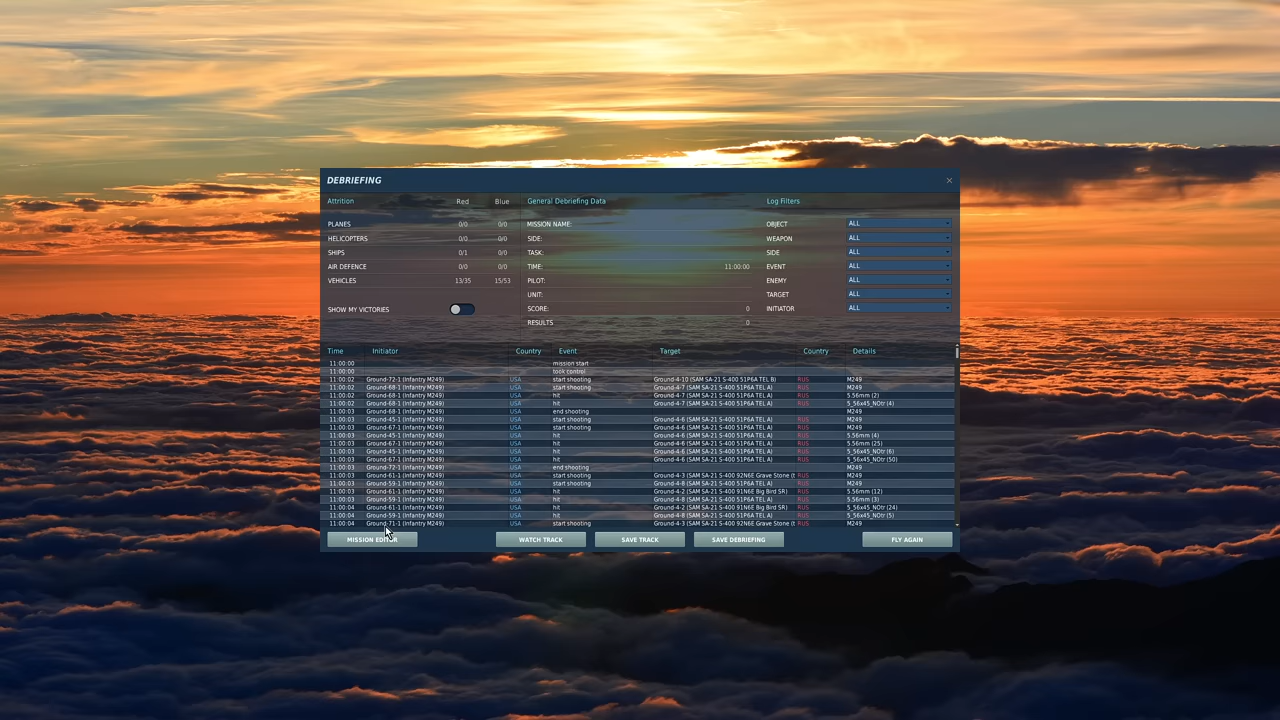 DEBRIEFING ×
Attrition Red Blue General Debriefing Data Log Filters
PLANES 0/0 0/0 MISSION NAME: OBJECT ALL
HELICOPTERS 0/0 0/0 SIDE: WEAPON ALL
SHIPS 0/1 0/0 TASK: SIDE ALL
AIR DEFENCE 0/0 0/0 TIME: 11:00:00 EVENT ALL
VEHICLES 13/35 15/53 PILOT: ENEMY ALL
UNIT: TARGET ALL
SHOW MY VICTORIES SCORE: 0 INITIATOR ALL
RESULTS 0
Time Initiator Country Event Target Country Details
11:00:00 mission start
11:00:00 took control
11:00:02 Ground-72-1 (Infantry M249) USA start shooting Ground-4-10 (SAM SA-21 S-400 51P6A TEL B) RUS M249
11:00:02 Ground-68-1 (Infantry M249) USA start shooting Ground-4-7 (SAM SA-21 S-400 51P6A TEL A) RUS M249
11:00:02 Ground-68-1 (Infantry M249) USA hit Ground-4-7 (SAM SA-21 S-400 51P6A TEL A) RUS 5.56mm (2)
11:00:02 Ground-68-1 (Infantry M249) USA hit Ground-4-7 (SAM SA-21 S-400 51P6A TEL A) RUS 5_56x45_NOtr (4)
11:00:03 Ground-68-1 (Infantry M249) USA end shooting M249
11:00:03 Ground-45-1 (Infantry M249) USA start shooting Ground-4-6 (SAM SA-21 S-400 51P6A TEL A) RUS M249
11:00:03 Ground-67-1 (Infantry M249) USA start shooting Ground-4-6 (SAM SA-21 S-400 51P6A TEL A) RUS M249
11:00:03 Ground-45-1 (Infantry M249) USA hit Ground-4-6 (SAM SA-21 S-400 51P6A TEL A) RUS 5.56mm (4)
11:00:03 Ground-67-1 (Infantry M249) USA hit Ground-4-6 (SAM SA-21 S-400 51P6A TEL A) RUS 5.56mm (25)
11:00:03 Ground-45-1 (Infantry M249) USA hit Ground-4-6 (SAM SA-21 S-400 51P6A TEL A) RUS 5_56x45_NOtr (6)
11:00:03 Ground-67-1 (Infantry M249) USA hit Ground-4-6 (SAM SA-21 S-400 51P6A TEL A) RUS 5_56x45_NOtr (50)
11:00:03 Ground-72-1 (Infantry M249) USA end shooting M249
11:00:03 Ground-61-1 (Infantry M249) USA start shooting Ground-4-3 (SAM SA-21 S-400 92N6E Grave Stone (t RUS M249
11:00:03 Ground-59-1 (Infantry M249) USA start shooting Ground-4-8 (SAM SA-21 S-400 51P6A TEL A) RUS M249
11:00:03 Ground-61-1 (Infantry M249) USA hit Ground-4-2 (SAM SA-21 S-400 91N6E Big Bird SR) RUS 5.56mm (12)
11:00:03 Ground-59-1 (Infantry M249) USA hit Ground-4-8 (SAM SA-21 S-400 51P6A TEL A) RUS 5.56mm (3)
11:00:04 Ground-61-1 (Infantry M249) USA hit Ground-4-2 (SAM SA-21 S-400 91N6E Big Bird SR) RUS 5_56x45_NOtr (24)
11:00:04 Ground-59-1 (Infantry M249) USA hit Ground-4-8 (SAM SA-21 S-400 51P6A TEL A) RUS 5_56x45_NOtr (5)
11:00:04 Ground-71-1 (Infantry M249) USA start shooting Ground-4-3 (SAM SA-21 S-400 92N6E Grave Stone (t RUS M249
MISSION EDITOR WATCH TRACK SAVE TRACK SAVE DEBRIEFING FLY AGAIN